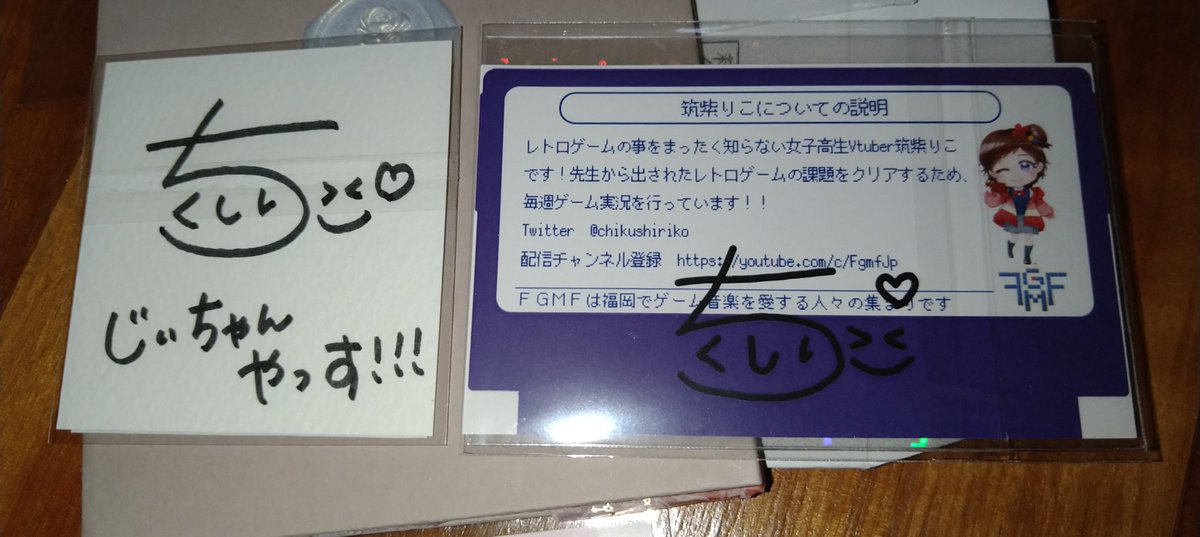 ちくしい
じぃちゃん
やっす!!!
筑紫りこについての説明
レトロゲームの事をまったく知らない女子高生Vtuber筑紫りこ
です！先生から出されたレトロゲームの課題をクリアするため、
毎週ゲーム実況を行っています！！
Twitter @chikushiriko
配信チャンネル登録 https://youtube.com/c/FgmfJp
ＦＧＭＦは福岡でゲーム音楽を愛する人々の集まりです
FGMF
ちくしい